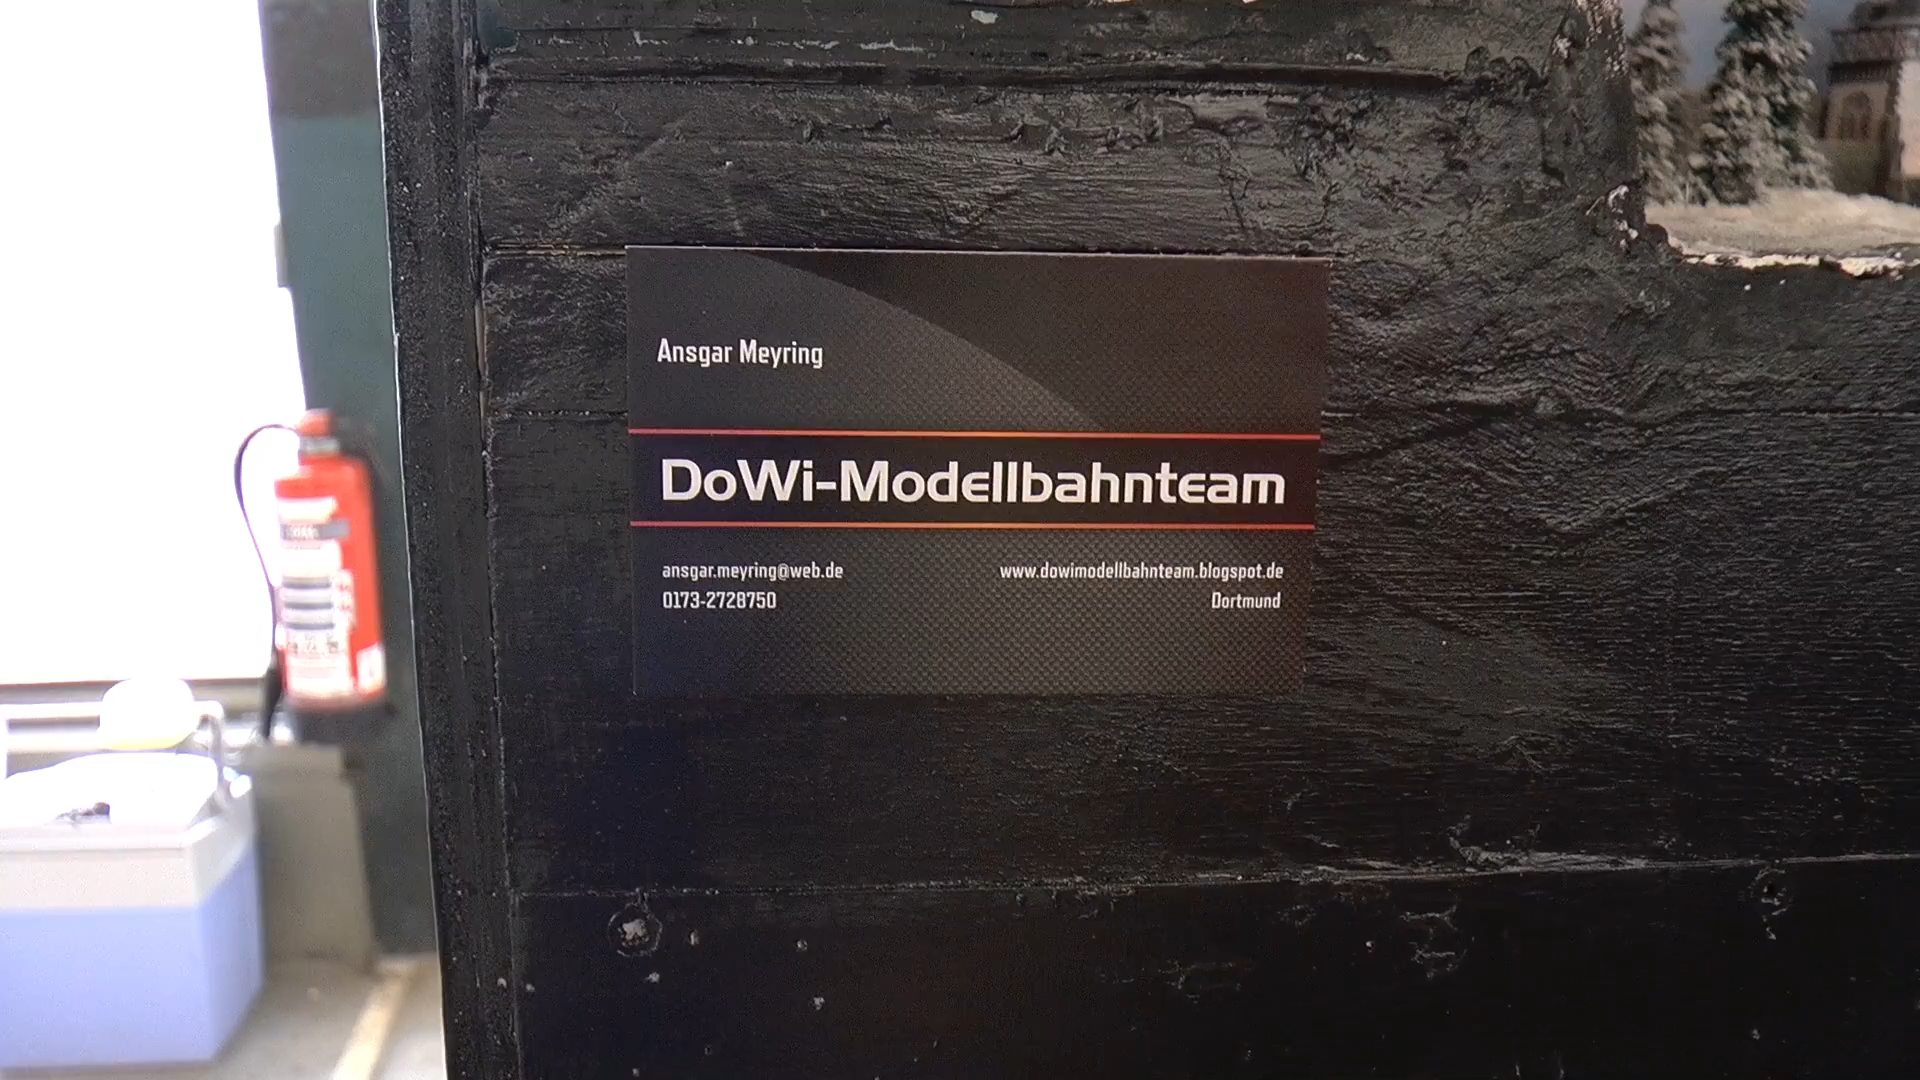 Ansgar Meyring
DoWi-Modellbahnteam
ansgar.meyring@web.de
0173-2728750
www.dowimodellbahnteam.blogspot.de
Dortmund